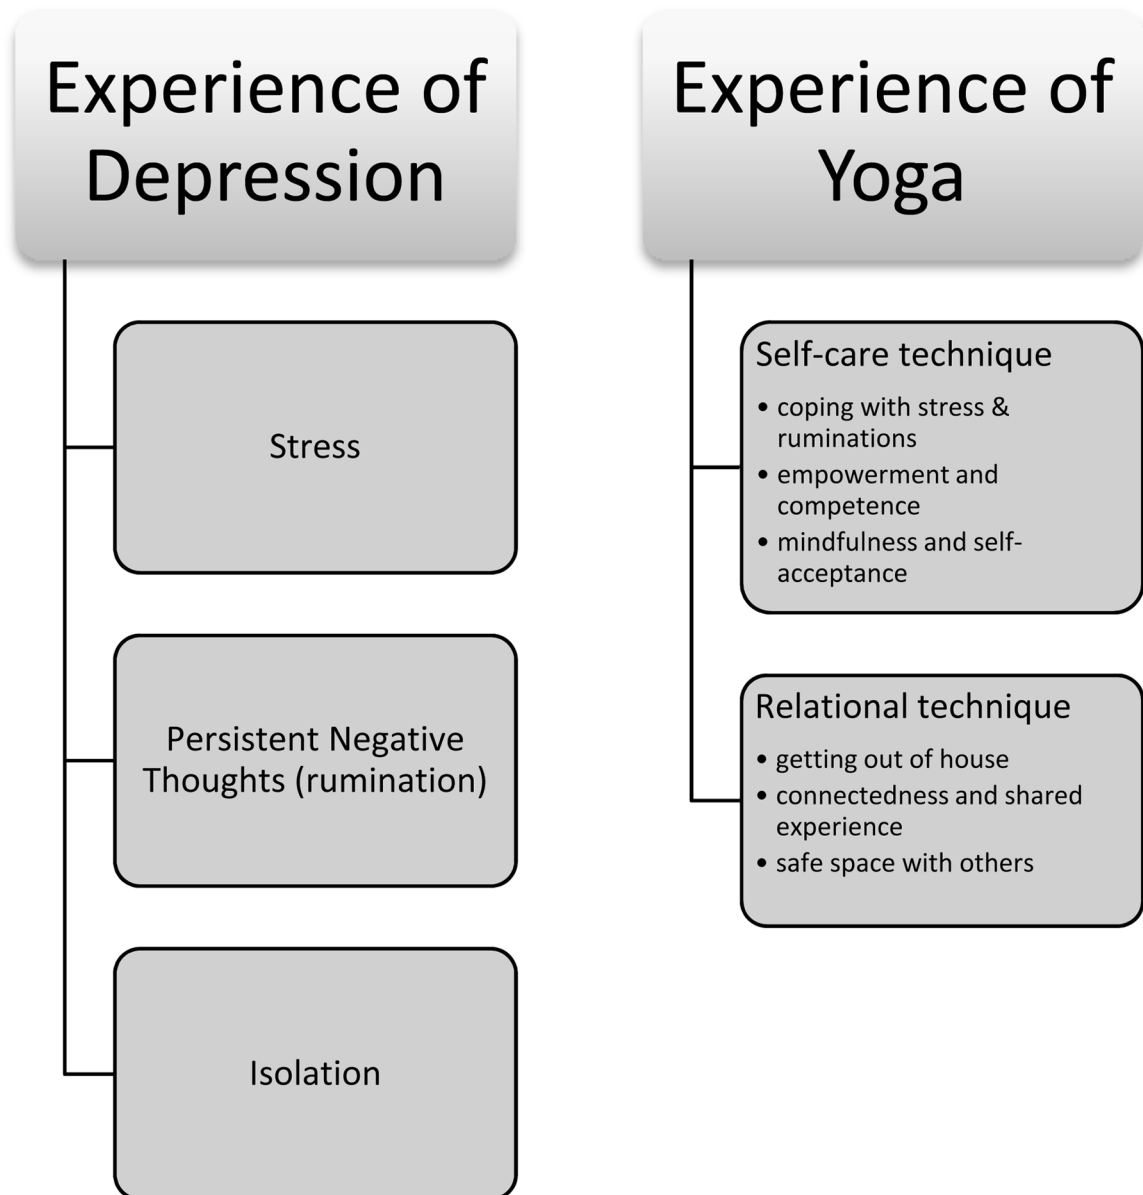 Experience of
Depression
Stress
Persistent Negative
Thoughts (rumination)
Isolation
Experience of
Yoga
Self-care technique
• coping with stress &
ruminations
• empowerment and
competence
• mindfulness and self-
acceptance
Relational technique
• getting out of house
• connectedness and shared
experience
• safe space with others